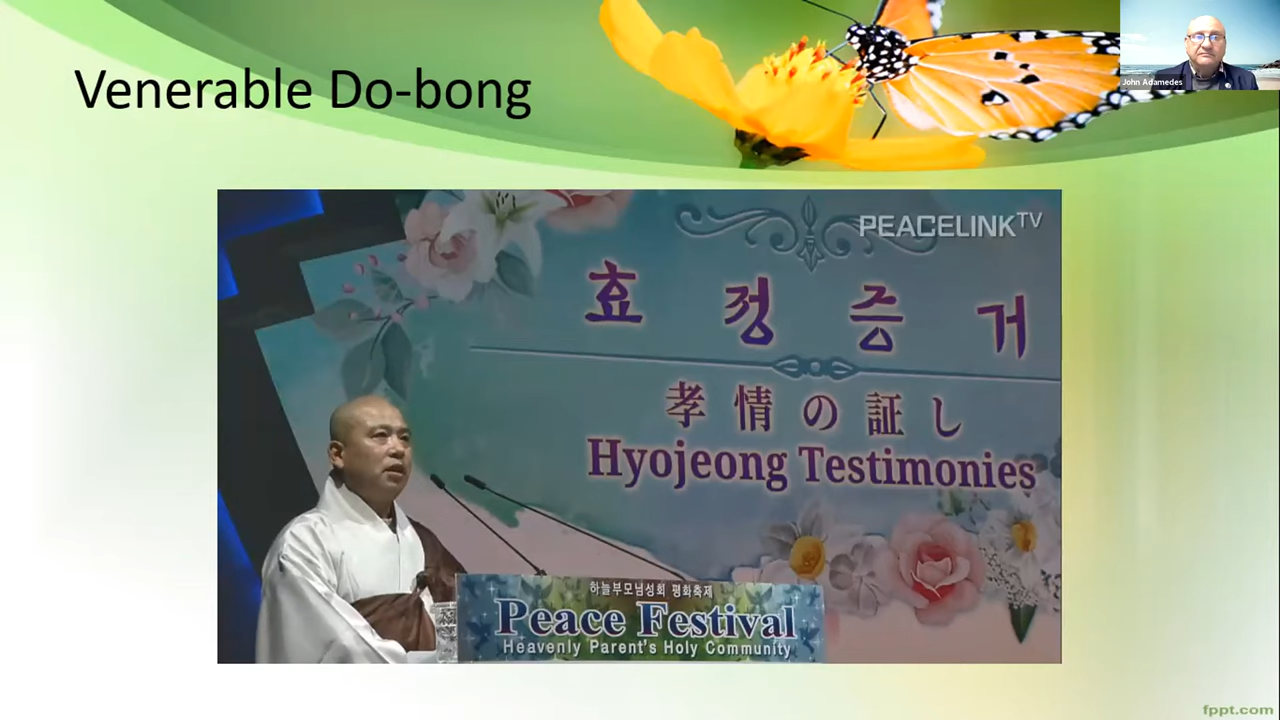 Venerable Do-bong
John Adamedes
PEACELINK TV
효정증거
孝情の証し
Hyojeong Testimonies
하늘부모님성회 평화축제
Peace Festival
Heavenly Parent's Holy Community
fppt.com